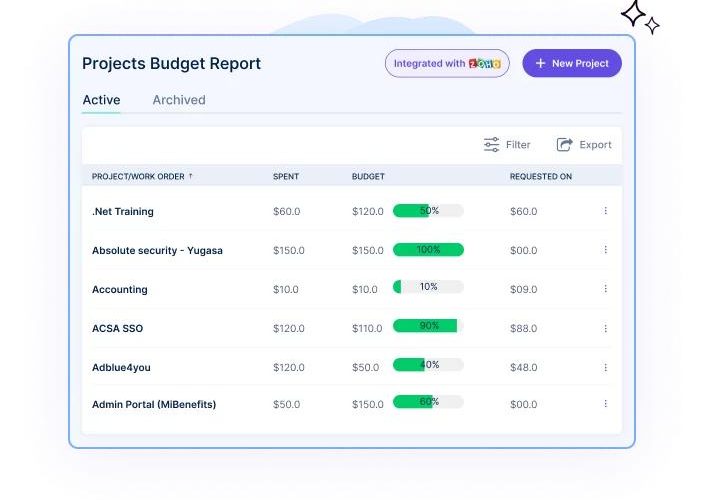 Projects Budget Report
Integrated with ZOHO
+ New Project
Active Archived
Filter Export
PROJECT/WORK ORDER ↑ SPENT BUDGET REQUESTED ON
.Net Training $60.0 $120.0 50% $60.0
Absolute security - Yugasa $150.0 $150.0 100% $00.0
Accounting $10.0 $10.0 10% $09.0
ACSA SSO $120.0 $110.0 90% $88.0
Adblue4you $120.0 $50.0 40% $48.0
Admin Portal (MiBenefits) $50.0 $150.0 60% $00.0